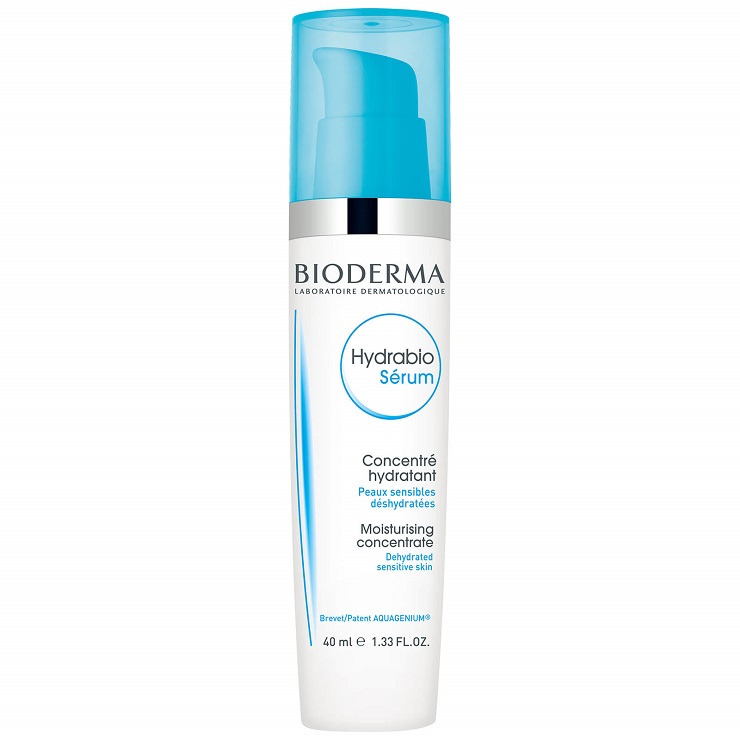 BIODERMA
LABORATOIRE DERMATOLOGIQUE
Hydrabio
Sérum
Concentré
hydratant
Peaux sensibles
déshydratées
Moisturising
concentrate
Dehydrated
sensitive skin
Brevet/Patent AQUAGENIUM®
40 ml ℮ 1.33 FL.OZ.